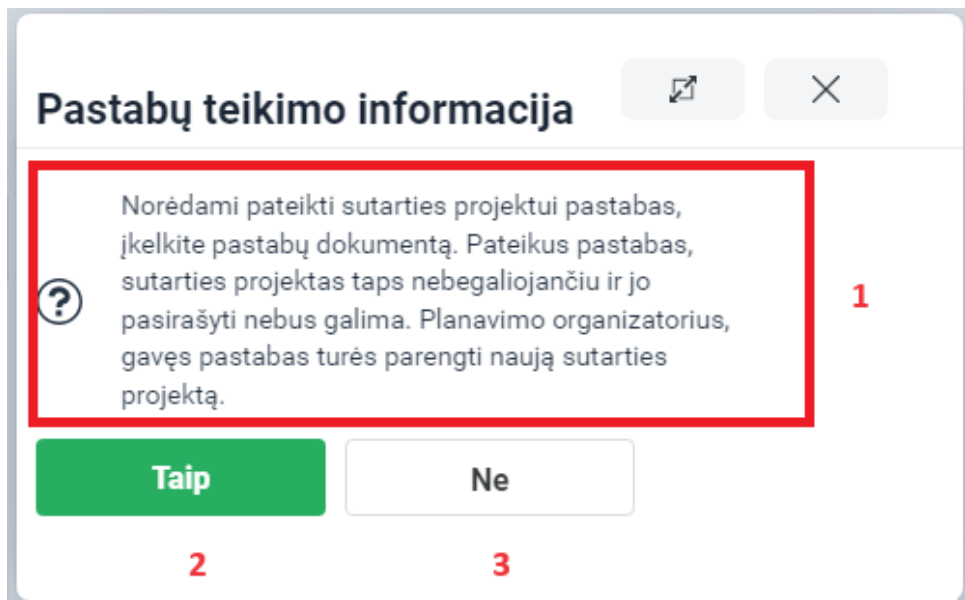 Pastabų teikimo informacija
Norėdami pateikti sutarties projektui pastabas,
įkelkite pastabų dokumentą. Pateikus pastabas,
sutarties projektas taps nebegaliojančiu ir jo
pasirašyti nebus galima. Planavimo organizatorius,
gavęs pastabas turės parengti naują sutarties
projektą.
1
Taip
Ne
2
3